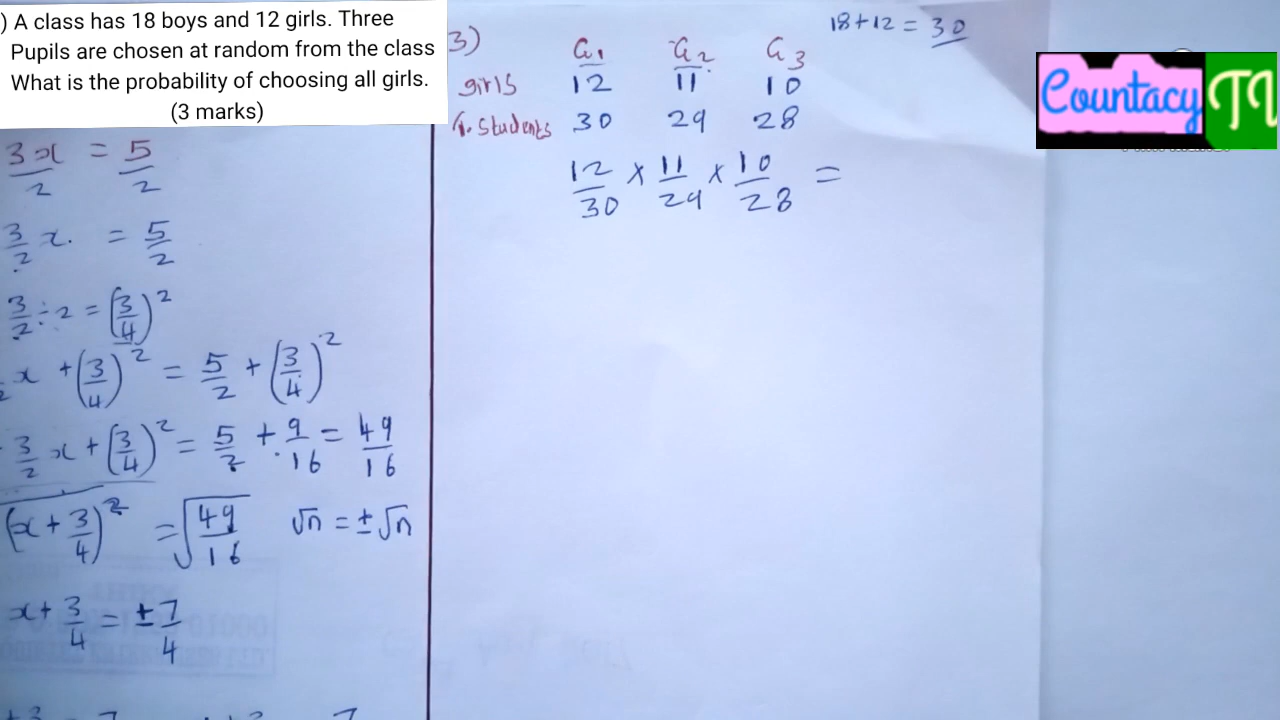 ) A class has 18 boys and 12 girls. Three
Pupils are chosen at random from the class
What is the probability of choosing all girls.
(3 marks)
3x/2 = 5/2
3/2 x. = 5/2
3/2 ÷ 2 = (3/4)²
x + (3/4)² = 5/2 + (3/4)²
3/2 x + (3/4)² = 5/2 + 9/16 = 49/16
(x + 3/4)² = √49/16 √n = ±√n
x + 3/4 = ±7/4
3)
18+12 = 30
G1 G2 G3
girls 12 11 10
T. Students 30 29 28
12/30 × 11/29 × 10/28 =
Countacy TV